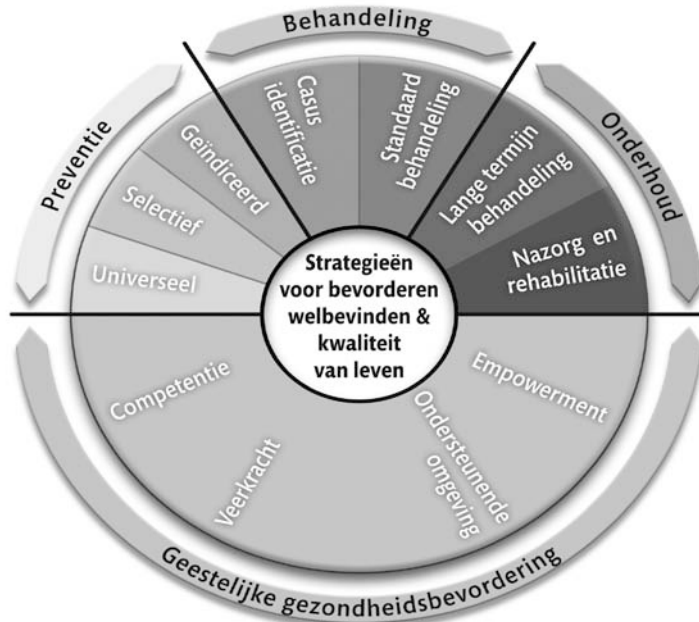 Behandeling
Preventie
Onderhoud
Universeel
Selectief
Geïndiceerd
Casus
identificatie
Standaard
behandeling
Lange termijn
behandeling
Nazorg en
rehabilitatie
Strategieën
voor bevorderen
welbevinden &
kwaliteit
van leven
Competentie
Veerkracht
Ondersteunende
omgeving
Empowerment
Geestelijke gezondheidsbevordering